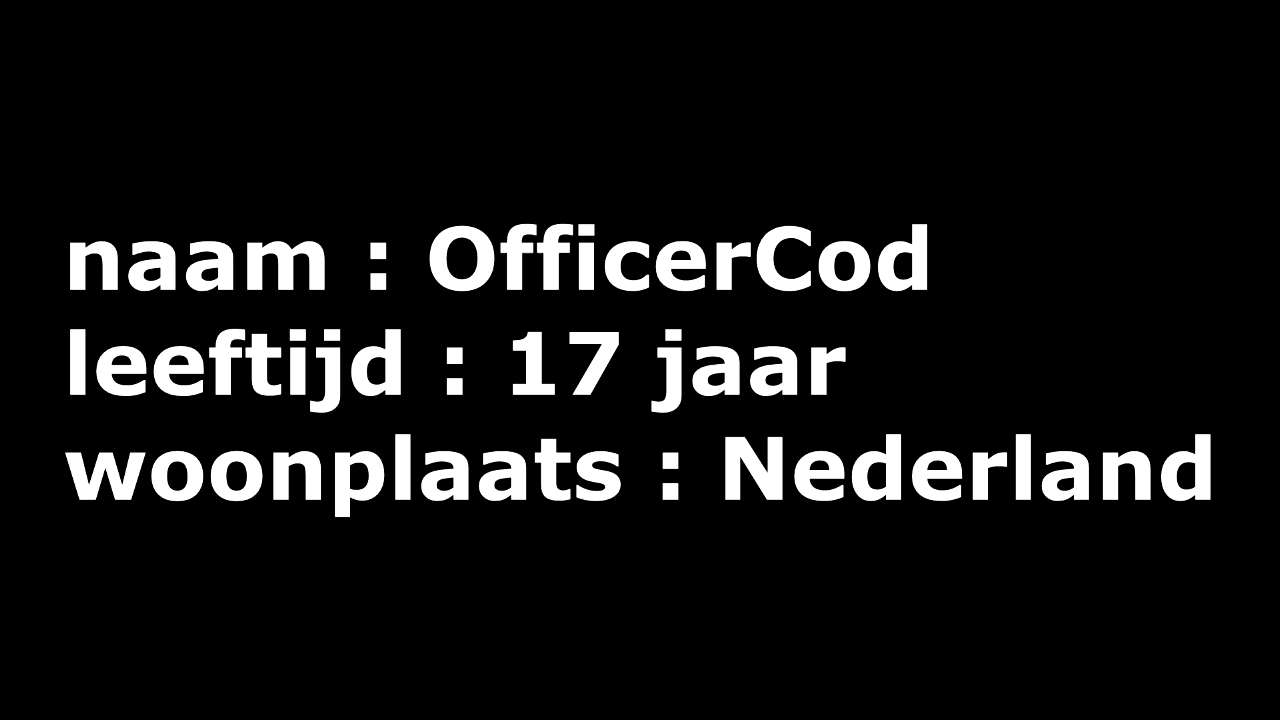 naam : OfficerCod
leeftijd : 17 jaar
woonplaats : Nederland